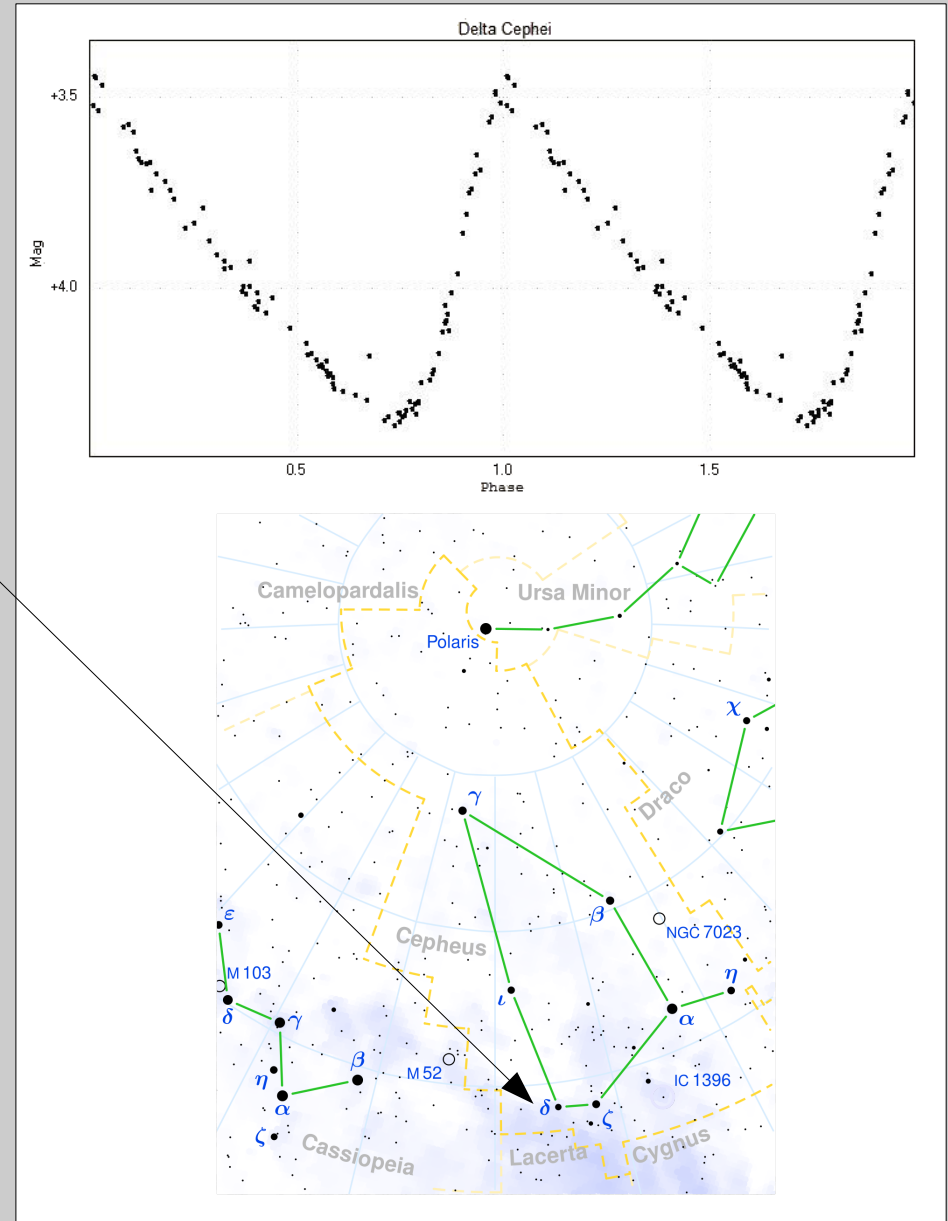 Delta Cephei
+3.5
Mag
+4.0
0.5 1.0 1.5
Phase
Camelopardalis Ursa Minor
Polaris
χ
Draco
γ
β
ε
NGC 7023
Cepheus
M 103
η
ι
δ γ
α
β
M 52
η
IC 1396
α
δ ζ
ζ
Cassiopeia
Lacerta
Cygnus